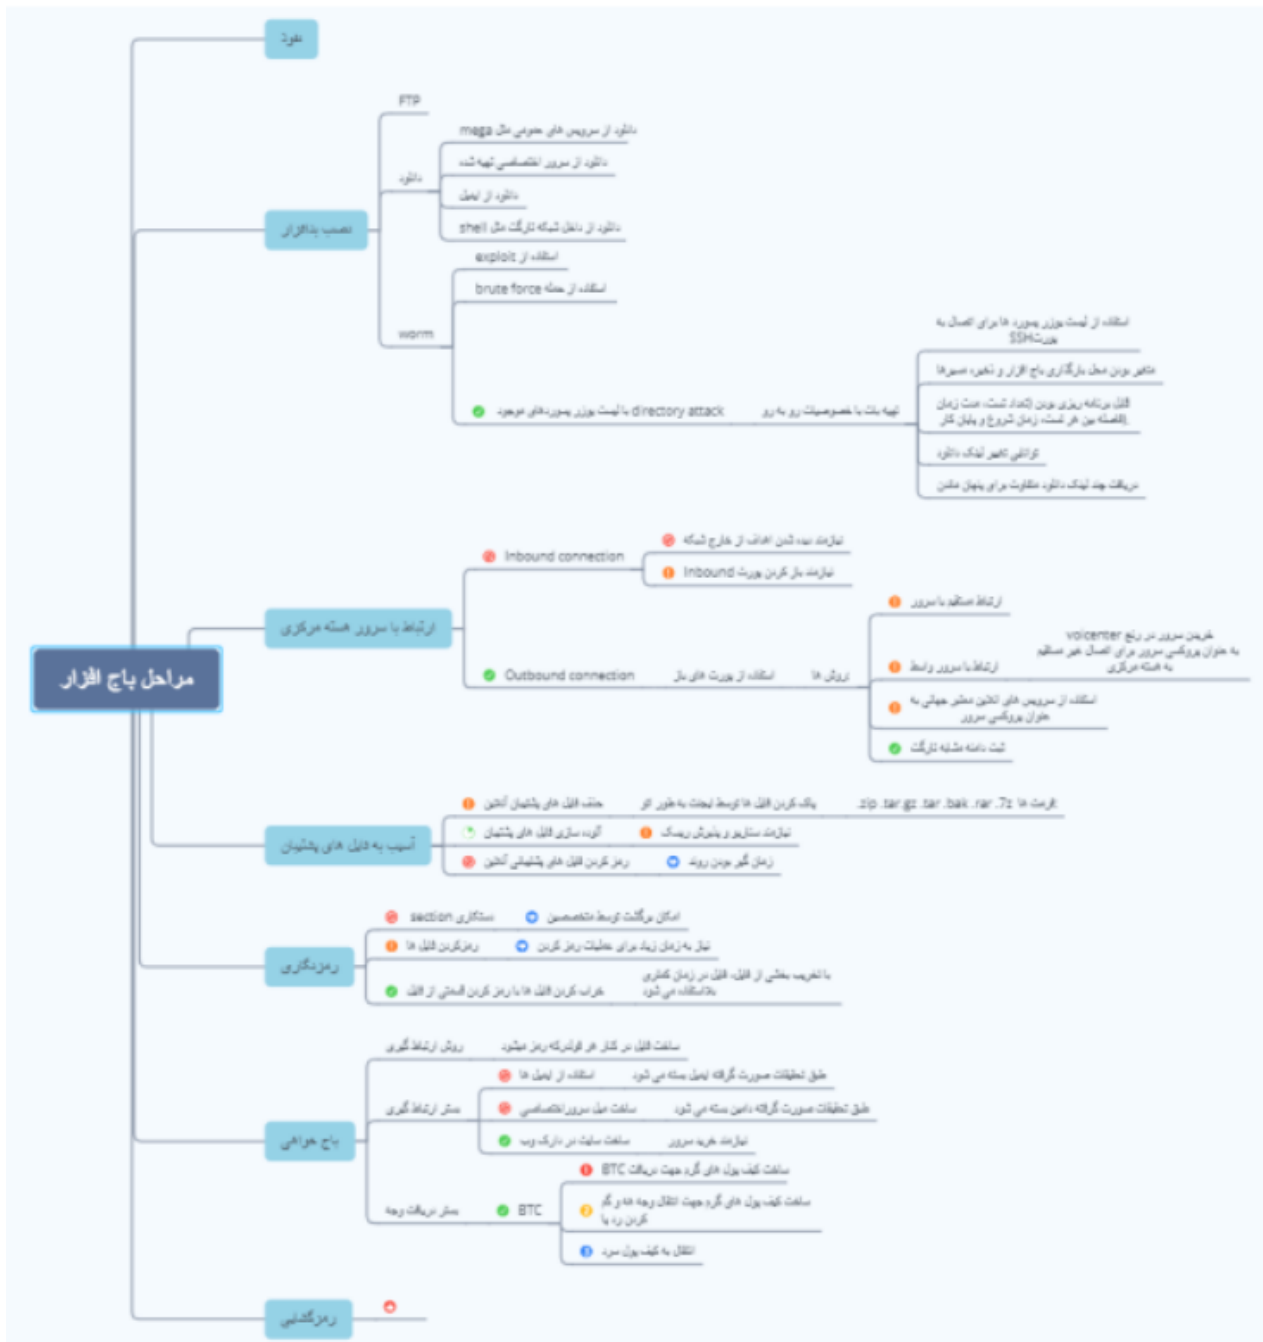 نفوذ
FTP
دانلود از سرویس های عمومی مثل mega
دانلود از سرور اختصاصی تهیه شده
دانلود
دانلود از ایمیل
دانلود از داخل شبکه تارگت مثل shell
نصب بدافزار
استفاده از exploit
استفاده از حمله brute force
worm
استفاده از لیست یوزر پسورد ها برای اتصال به
پورتSSH
متغیر بودن محل بارگذاری باج افزار و ذخیره مسیرها
قابل برنامه ریزی بودن (تعداد تست، مدت زمان
فاصله بین هر تست، زمان شروع و پایان کار).
توانایی تغییر لینک دانلود
دریافت چند لینک دانلود متفاوت برای پنهان ماندن
تهیه بات با خصوصیات رو به رو
directory attack با لیست یوزر پسوردهای موجود
نیازمند دیده شدن اهداف از خارج شبکه
Inbound connection
نیازمند باز کردن پورت Inbound
ارتباط با سرور هسته مرکزی
ارتباط مستقیم با سرور
خریدن سرور در رنج voicenter
به عنوان پروکسی سرور برای اتصال غیر مستقیم
به هسته مرکزی
ارتباط با سرور واسط
Outbound connection
استفاده از پورت های باز
روش ها
استفاده از سرویس های آنلاین معتبر جهانی به
عنوان پروکسی سرور
ثبت دامنه مشابه تارگت
مراحل باج افزار
حذف فایل های پشتیبان آنلاین
پاک کردن فایل ها توسط ایجنت به طور اتو
فرمت ها zip .tar.gz .tar .bak .rar .7z.
آسیب به فایل های پشتیبان
آلوده سازی فایل های پشتیبان
نیازمند سناریو و پذیرش ریسک
رمز کردن فایل های پشتیبانی آنلاین
زمان گیر بودن روند
دستکاری section
امکان برگشت توسط متخصصین
رمزنگاری
رمزکردن فایل ها
نیاز به زمان زیاد برای عملیات رمز کردن
خراب کردن فایل ها با رمز کردن قسمتی از فایل
با تخریب بخشی از فایل، فایل در زمان کمتری
بلااستفاده می شود
روش ارتباط گیری
ساخت فایل در کنار هر فولدرکه رمز میشود
استفاده از ایمیل ها
طبق تحقیقات صورت گرفته ایمیل بسته می شود
بستر ارتباط گیری
ساخت میل سروراختصاصی
طبق تحقیقات صورت گرفته دامین بسته می شود
باج خواهی
ساخت سایت در دارک وب
نیازمند خرید سرور
ساخت کیف پول های گرم جهت دریافت BTC
بستر دریافت وجه
BTC
ساخت کیف پول های گرم جهت انتقال وجه ها و گم
کردن رد پا
انتقال به کیف پول سرد
رمزگشایی